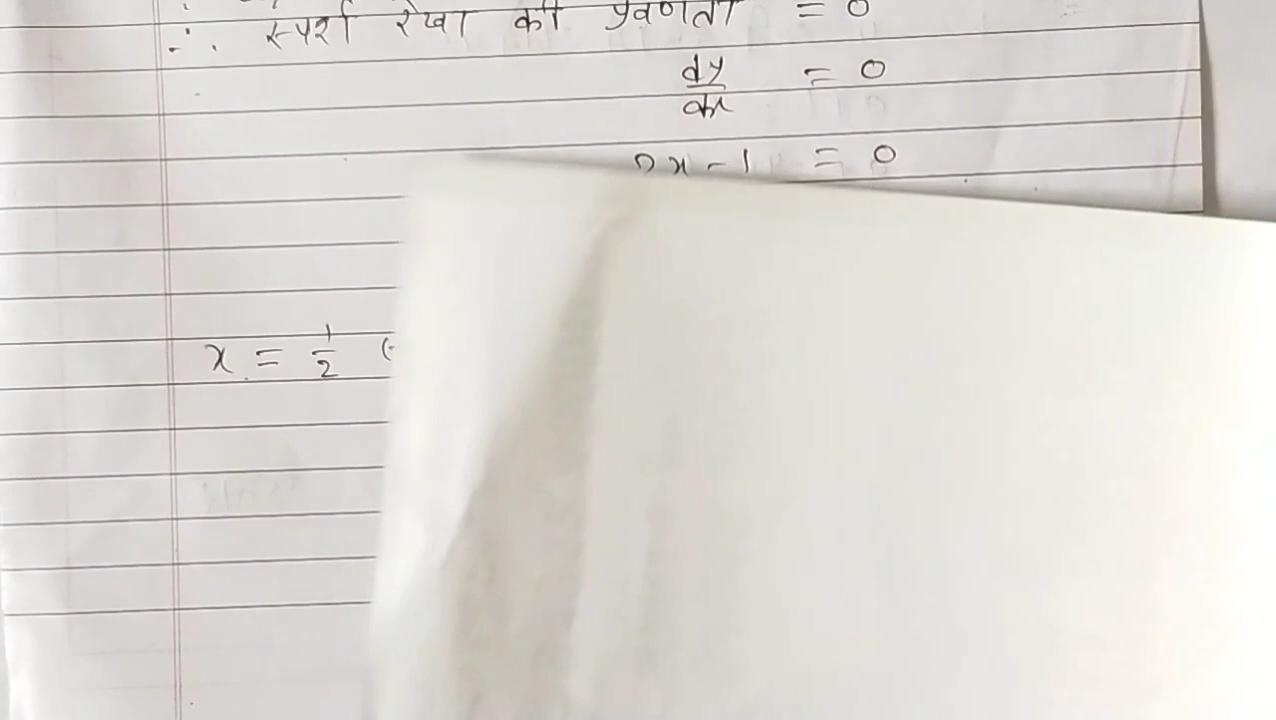 ∴ स्पर्श रेखा की प्रवणता = 0
dy/dx = 0
2x - 1 = 0
x = 1/2 (